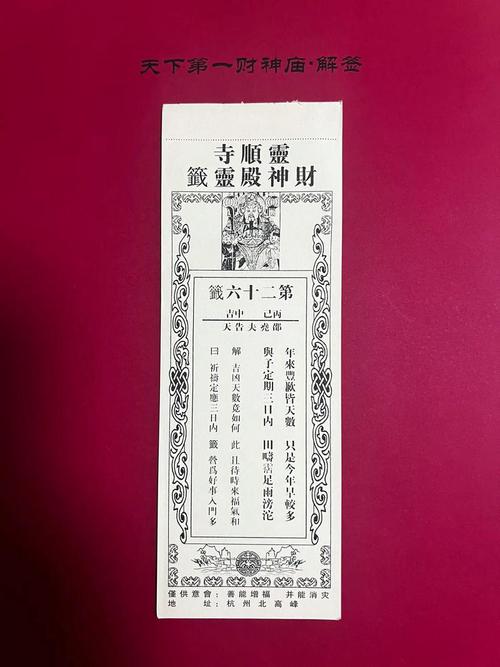 天下第一财神庙·解签
靈順寺
財神殿靈籤
第二十六籤
丙己 中吉
邵堯夫告天
年來豐歉皆天數 只是今年旱較多
與子定期三日內 田疇霑足雨滂沱
解 吉凶天數竟如何 此 且待時來福氣和
曰 祈禱定應三日內 籤 營爲好事入門多
僅供意會：善能增福 并能消灾
地址：杭州北高峰